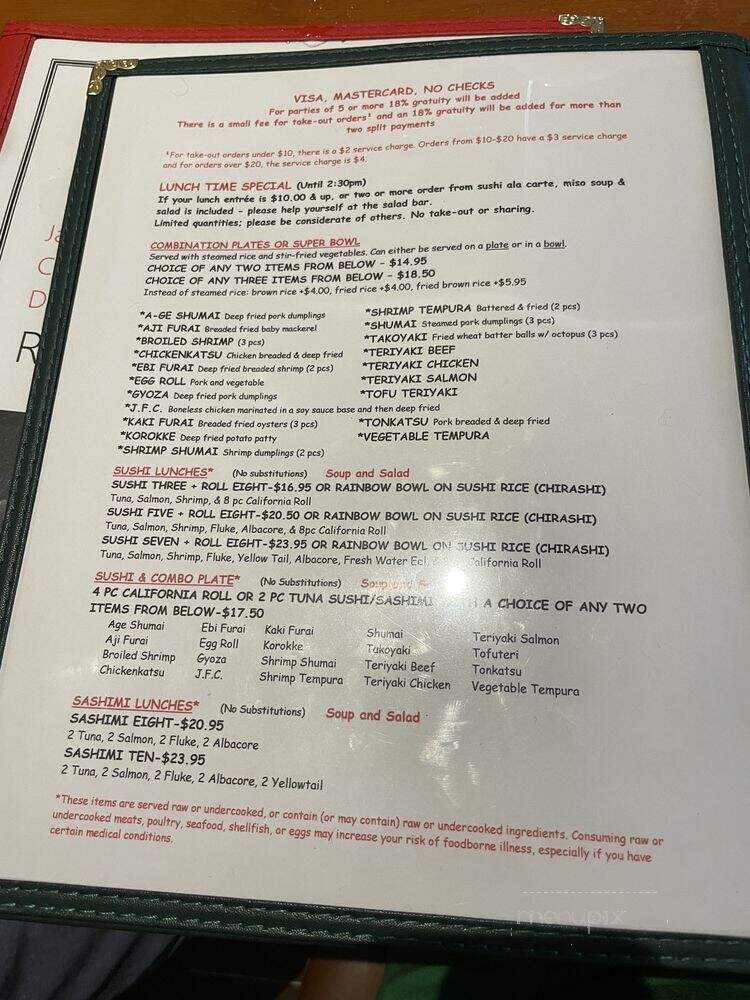 VISA, MASTERCARD, NO CHECKS
For parties of 5 or more 18% gratuity will be added
There is a small fee for take-out orders¹ and an 18% gratuity will be added for more than
two split payments
¹For take-out orders under $10, there is a $2 service charge. Orders from $10-$20 have a $3 service charge
and for orders over $20, the service charge is $4.
LUNCH TIME SPECIAL (Until 2:30pm)
If your lunch entrée is $10.00 & up, or two or more order from sushi ala carte, miso soup &
salad is included - please help yourself at the salad bar.
Limited quantities; please be considerate of others. No take-out or sharing.
COMBINATION PLATES OR SUPER BOWL
Served with steamed rice and stir-fried vegetables. Can either be served on a plate or in a bowl.
CHOICE OF ANY TWO ITEMS FROM BELOW - $14.95
CHOICE OF ANY THREE ITEMS FROM BELOW - $18.50
Instead of steamed rice: brown rice +$4.00, fried rice +$4.00, fried brown rice +$5.95
*A-GE SHUMAI Deep fried pork dumplings
*AJI FURAI Breaded fried baby mackerel
*BROILED SHRIMP (3 pcs)
*CHICKENKATSU Chicken breaded & deep fried
*EBI FURAI Deep fried breaded shrimp (2 pcs)
*EGG ROLL Pork and vegetable
*GYOZA Deep fried pork dumplings
*J.F.C. Boneless chicken marinated in a soy sauce base and then deep fried
*KAKI FURAI Breaded fried oysters (3 pcs)
*KOROKKE Deep fried potato patty
*SHRIMP SHUMAI Shrimp dumplings (2 pcs)
*SHRIMP TEMPURA Battered & fried (2 pcs)
*SHUMAI Steamed pork dumplings (3 pcs)
*TAKOYAKI Fried wheat batter balls w/ octopus (3 pcs)
*TERIYAKI BEEF
*TERIYAKI CHICKEN
*TERIYAKI SALMON
*TOFU TERIYAKI
*TONKATSU Pork breaded & deep fried
*VEGETABLE TEMPURA
SUSHI LUNCHES* (No substitutions) Soup and Salad
SUSHI THREE + ROLL EIGHT-$16.95 OR RAINBOW BOWL ON SUSHI RICE (CHIRASHI)
Tuna, Salmon, Shrimp, & 8 pc California Roll
SUSHI FIVE + ROLL EIGHT-$20.50 OR RAINBOW BOWL ON SUSHI RICE (CHIRASHI)
Tuna, Salmon, Shrimp, Fluke, Albacore, & 8pc California Roll
SUSHI SEVEN + ROLL EIGHT-$23.95 OR RAINBOW BOWL ON SUSHI RICE (CHIRASHI)
Tuna, Salmon, Shrimp, Fluke, Yellow Tail, Albacore, Fresh Water Eel, California Roll
SUSHI & COMBO PLATE* (No Substitutions) Soup and
4 PC CALIFORNIA ROLL OR 2 PC TUNA SUSHI/SASHIMI A CHOICE OF ANY TWO
ITEMS FROM BELOW-$17.50
Age Shumai Ebi Furai Kaki Furai Shumai Teriyaki Salmon
Aji Furai Egg Roll Korokke Takoyaki Tofuteri
Broiled Shrimp Gyoza Shrimp Shumai Teriyaki Beef Tonkatsu
Chickenkatsu J.F.C. Shrimp Tempura Teriyaki Chicken Vegetable Tempura
SASHIMI LUNCHES* (No Substitutions) Soup and Salad
SASHIMI EIGHT-$20.95
2 Tuna, 2 Salmon, 2 Fluke, 2 Albacore
SASHIMI TEN-$23.95
2 Tuna, 2 Salmon, 2 Fluke, 2 Albacore, 2 Yellowtail
*These items are served raw or undercooked, or contain (or may contain) raw or undercooked ingredients. Consuming raw or
undercooked meats, poultry, seafood, shellfish, or eggs may increase your risk of foodborne illness, especially if you have
certain medical conditions.
menupix